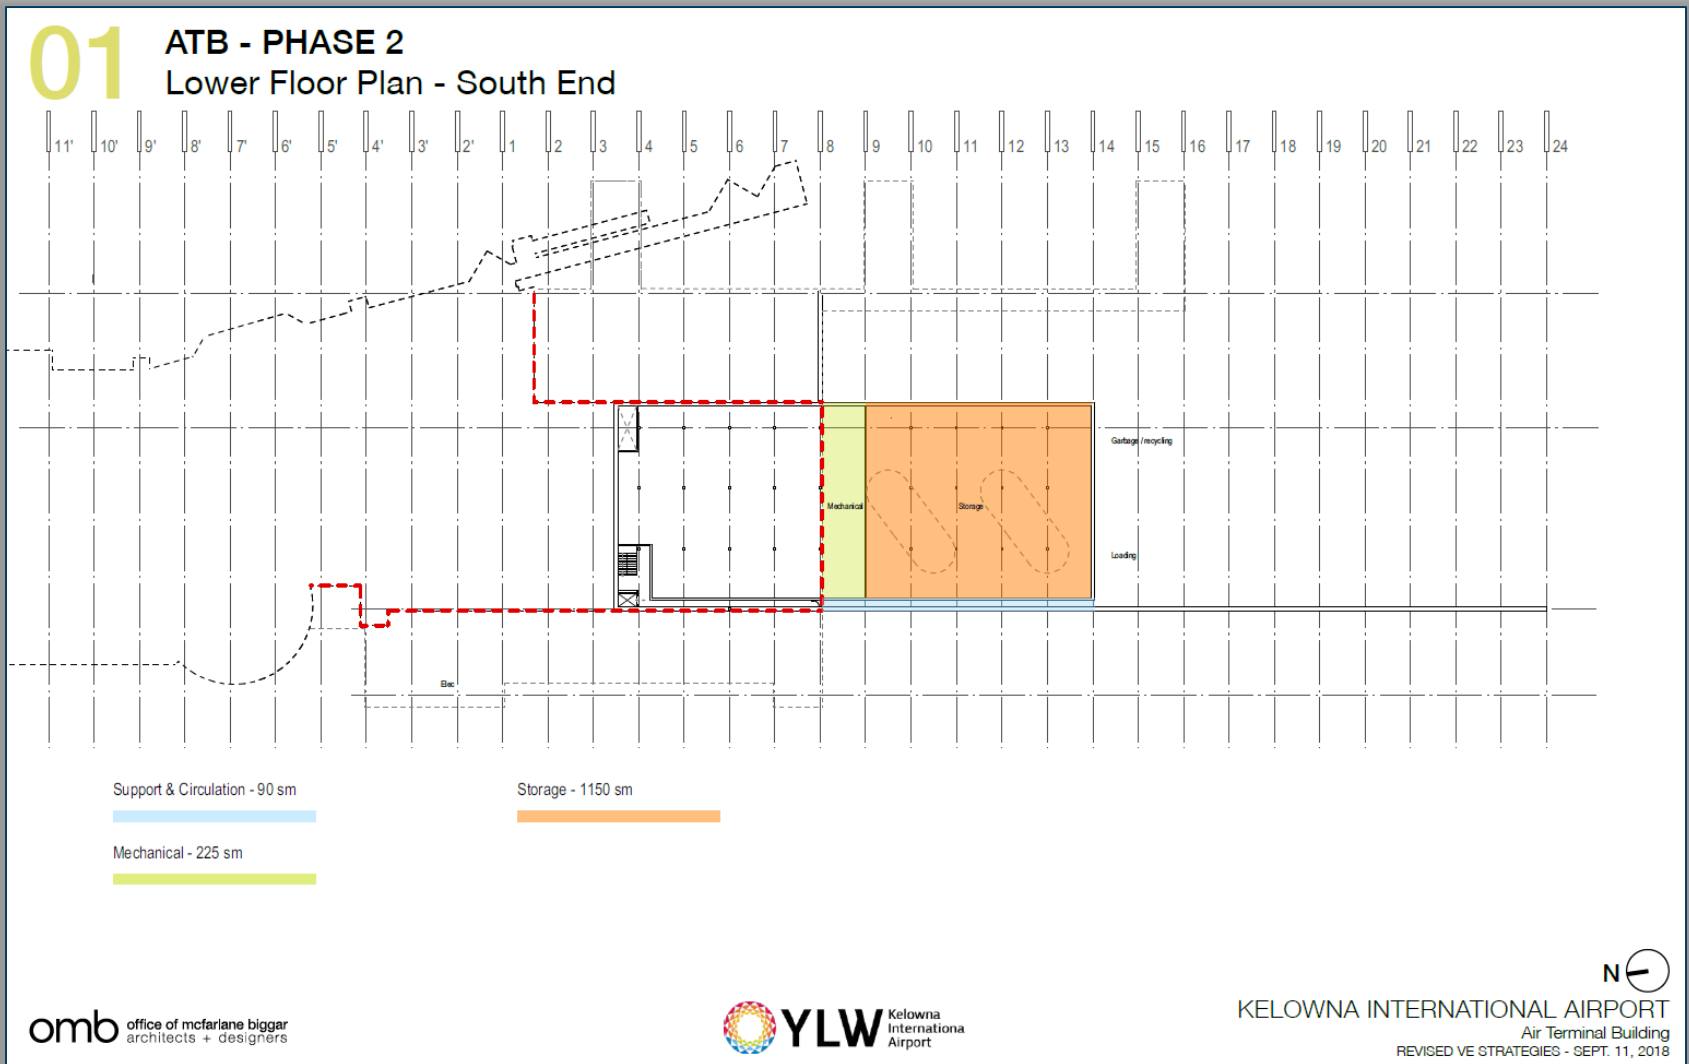 01
ATB - PHASE 2
Lower Floor Plan - South End
11' 10' 9' 8' 7' 6' 5' 4' 3' 2' 1 2 3 4 5 6 7 8 9 10 11 12 13 14 15 16 17 18 19 20 21 22 23 24
Garbage / recycling
Mechanical
Storage
Loading
Elec
Support & Circulation - 90 sm
Storage - 1150 sm
Mechanical - 225 sm
N
KELOWNA INTERNATIONAL AIRPORT
Air Terminal Building
REVISED VE STRATEGIES - SEPT. 11, 2018
omb
office of mcfarlane biggar
architects + designers
YLW
Kelowna
Internationa
Airport